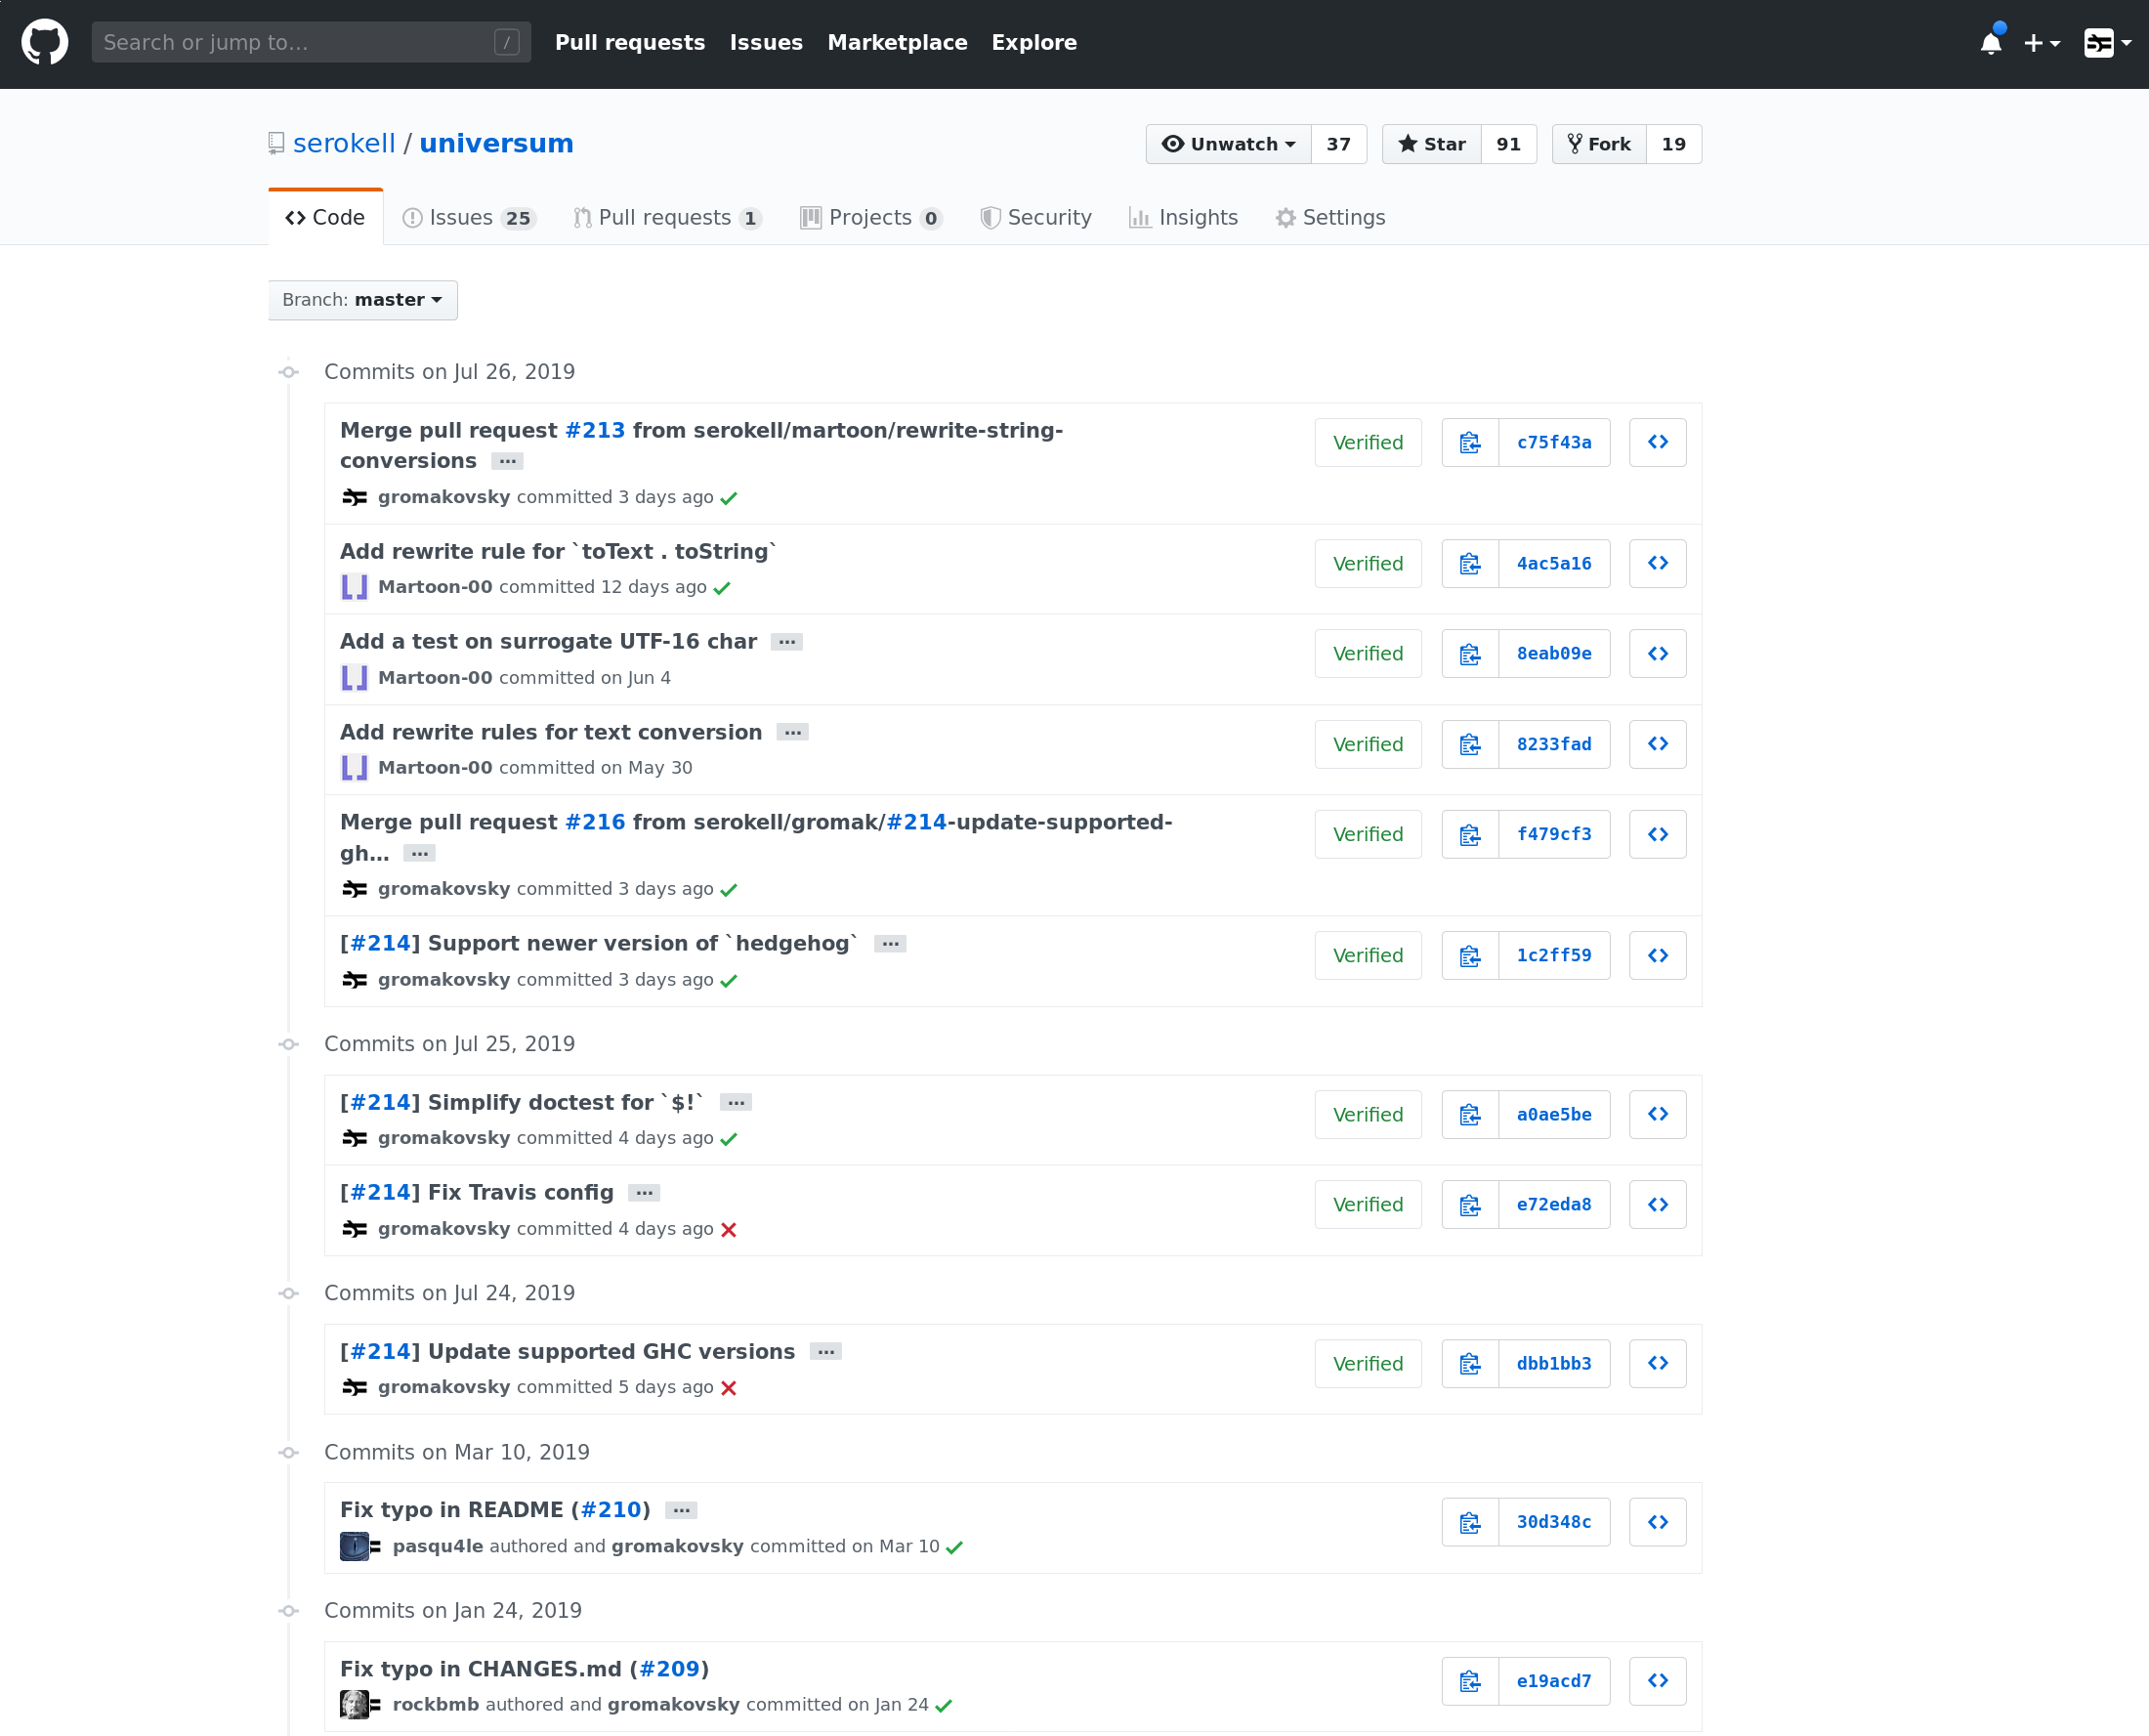 Search or jump to... /
Pull requests Issues Marketplace Explore
serokell / universum
Unwatch 37 Star 91 Fork 19
Code Issues 25 Pull requests 1 Projects 0 Security Insights Settings
Branch: master
Commits on Jul 26, 2019
Merge pull request #213 from serokell/martoon/rewrite-string-
conversions ...
Verified c75f43a
gromakovsky committed 3 days ago
Add rewrite rule for `toText . toString`
Verified 4ac5a16
Martoon-00 committed 12 days ago
Add a test on surrogate UTF-16 char ...
Verified 8eab09e
Martoon-00 committed on Jun 4
Add rewrite rules for text conversion ...
Verified 8233fad
Martoon-00 committed on May 30
Merge pull request #216 from serokell/gromak/#214-update-supported-
gh... ...
Verified f479cf3
gromakovsky committed 3 days ago
[#214] Support newer version of `hedgehog` ...
Verified 1c2ff59
gromakovsky committed 3 days ago
Commits on Jul 25, 2019
[#214] Simplify doctest for `$!` ...
Verified a0ae5be
gromakovsky committed 4 days ago
[#214] Fix Travis config ...
Verified e72eda8
gromakovsky committed 4 days ago
Commits on Jul 24, 2019
[#214] Update supported GHC versions ...
Verified dbb1bb3
gromakovsky committed 5 days ago
Commits on Mar 10, 2019
Fix typo in README (#210) ...
30d348c
pasqu4le authored and gromakovsky committed on Mar 10
Commits on Jan 24, 2019
Fix typo in CHANGES.md (#209)
e19acd7
rockbmb authored and gromakovsky committed on Jan 24